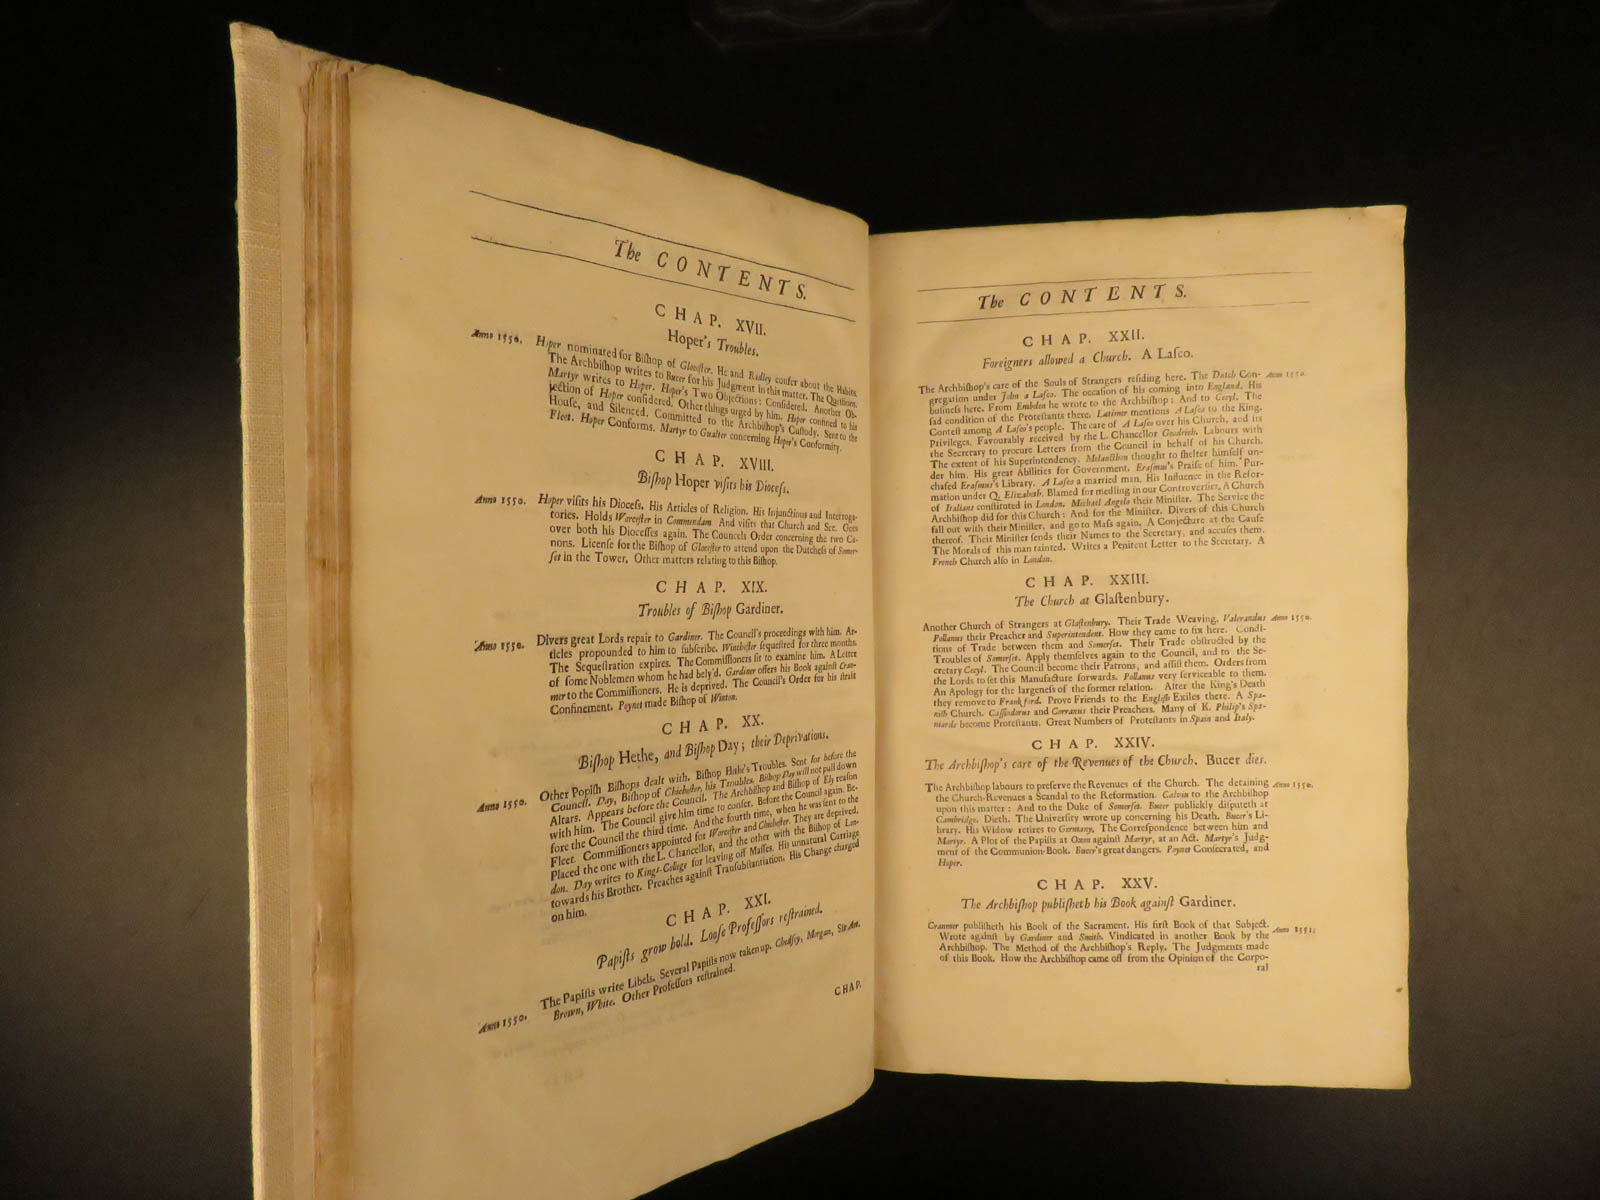 The CONTENTS.
CHAP. XVII.
Hoper's Troubles.
Anno 1550. Hoper nominated for Biſhop of Gloceſter. He and Ridley confer about the Habits.
The Archbiſhop writes to Bucer for his Judgment in this matter. The Queſtions.
Martyr writes to Hoper. Hoper's Two Objections: Conſidered. Another Ob-
jection of Hoper conſidered. Other things urged by him. Hoper confined to his
Houſe, and Silenced. Committed to the Archbiſhop's Cuſtody. Sent to the
Fleet. Hoper Conforms. Martyr to Gualter concerning Hoper's Conformity.
CHAP. XVIII.
Biſhop Hoper viſits his Dioceſs.
Anno 1550. Hoper viſits his Dioceſs. His Articles of Religion. His Injunctions and Interroga-
tories. Holds Worceſter in Commendam And viſits that Church and See. Goes
over both his Dioceſſes again. The Councels Order concerning the two Ca-
nons. Licenſe for the Biſhop of Gloceſter to attend upon the Dutcheſs of Somer-
ſet in the Tower, Other matters relating to this Biſhop.
CHAP. XIX.
Troubles of Biſhop Gardiner.
Anno 1550. Divers great Lords repair to Gardiner. The Council's proceedings with him. Ar-
ticles propounded to him to ſubſcribe. Wincheſter ſequeſtred for three months.
The Sequeſtration expires. The Commiſſioners ſit to examine him. A Letter
of ſome Noblemen whom he had bely'd. Gardiner offers his Book againſt Cran-
mer to the Commiſſioners. He is deprived. The Council's Order for his ſtrait
Confinement. Poynet made Biſhop of Winton.
CHAP. XX.
Biſhop Hethe, and Biſhop Day; their Deprivations.
Anno 1550. Other Popiſh Biſhops dealt with. Biſhop Hethe's Troubles. Sent for before the
Council. Day, Biſhop of Chicheſter, his Troubles. Biſhop Day will not pull down
Altars. Appears before the Council. The Archbiſhop and Biſhop of Ely reaſon
with him. The Council give him time to confer. Before the Council again. Be-
fore the Council the third time. And the fourth time, when he was ſent to the
Fleet. Commiſſioners appointed for Worceſter and Chicheſter. They are deprived.
Placed the one with the L. Chancellor, and the other with the Biſhop of Lon-
don. Day writes to Kings-College for leaving off Maſſes. His unnatural Carriage
towards his Brother. Preaches againſt Tranſubſtantiation. His Change charged
on him.
CHAP. XXI.
Papiſts grow bold. Looſe Profeſſors reſtrained.
Anno 1550. The Papiſts write Libels. Several Papiſts now taken up. Chedſey, Morgan, Sir Ant.
Brown, White. Other Profeſſors reſtrained.
CHAP.
The CONTENTS.
CHAP. XXII.
Foreigners allowed a Church. A Laſco.
The Archbiſhop's care of the Souls of Strangers reſiding here. The Dutch Con- Anno 1550.
gregation under John a Laſco. The occaſion of his coming into England. His
buſineſs here. From Embden he wrote to the Archbiſhop: And to Cecyl. The
ſad condition of the Proteſtants there. Latimer mentions A Laſco to the King.
Conteſt among A Laſco's people. The care of A Laſco over his Church, and its
Privileges. Favourably received by the L. Chancellor Goodrich. Labours with
the Secretary to procure Letters from the Council in behalf of his Church.
The extent of his Superintendency. Melancthon thought to ſhelter himſelf un-
der him. His great Abilities for Government. Eraſmus's Praiſe of him. Pur-
chaſed Eraſmus's Library. A Laſco a married man. His Influence in the Refor-
mation under Q. Elizabeth. Blamed for medling in our Controverſies. A Church
of Italians conſtituted in London. Michael Angelo their Miniſter. The Service the
Archbiſhop did for this Church: And for the Miniſter. Divers of this Church
fall out with their Miniſter, and go to Maſs again. A Conjecture at the Cauſe
thereof. Their Miniſter ſends their Names to the Secretary, and accuſes them.
The Morals of this man tainted. Writes a Penitent Letter to the Secretary. A
French Church alſo in London.
CHAP. XXIII.
The Church at Glaſtenbury.
Another Church of Strangers at Glaſtenbury. Their Trade Weaving. Valerandus Anno 1550.
Pollanus their Preacher and Superintendent. How they came to fix here. Condi-
tions of Trade between them and Somerſet. Their Trade obſtructed by the
Troubles of Somerſet. Apply themſelves again to the Council, and to the Se-
cretary Cecyl. The Council become their Patrons, and aſſiſt them. Orders from
the Lords to ſet this Manufacture forwards. Pollanus very ſerviceable to them.
An Apology for the largeneſs of the former relation. After the King's Death
they remove to Frankford. Prove Friends to the Engliſh Exiles there. A Spa-
niſh Church. Caſſiodorus and Corranus their Preachers. Many of K. Philip's Spa-
niards become Proteſtants. Great Numbers of Proteſtants in Spain and Italy.
CHAP. XXIV.
The Archbiſhop's care of the Revenues of the Church. Bucer dies.
The Archbiſhop labours to preſerve the Revenues of the Church. The detaining Anno 1550.
the Church-Revenues a Scandal to the Reformation. Calvin to the Archbiſhop
upon this matter: And to the Duke of Somerſet. Bucer publickly diſputeth at
Cambridge. Dieth. The Univerſity wrote up concerning his Death. Bucer's Li-
brary. His Widow retires to Germany. The Correſpondence between him and
Martyr. A Plot of the Papiſts at Oxon againſt Martyr, at an Act. Martyr's Judg-
ment of the Communion-Book. Bucer's great dangers. Poynet Conſecrated, and
Hoper.
CHAP. XXV.
The Archbiſhop publiſheth his Book againſt Gardiner.
Cranmer publiſheth his Book of the Sacrament. His firſt Book of that Subject.
Wrote againſt by Gardiner and Smith. Vindicated in another Book by the Anno 1551.
Archbiſhop. The Method of the Archbiſhop's Reply. The Judgments made
of this Book. How the Archbiſhop came off from the Opinion of the Corpo-
ral